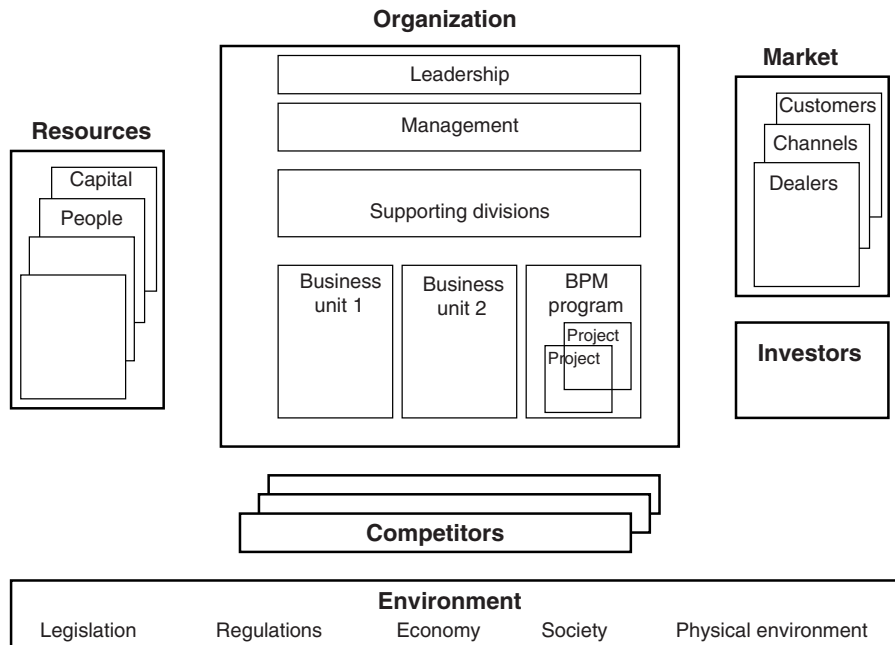 Organization
Leadership
Management
Supporting divisions
Business
unit 1
Business
unit 2
BPM
program
Project
Project
Resources
Capital
People
Market
Customers
Channels
Dealers
Investors
Competitors
Environment
Legislation Regulations Economy Society Physical environment